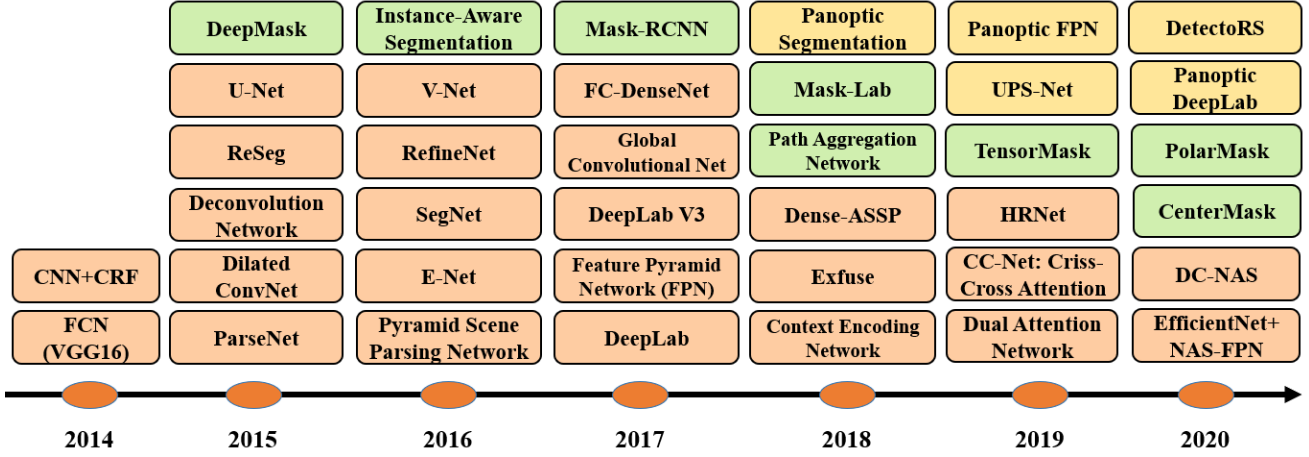 DeepMask
Instance-Aware
Segmentation
Mask-RCNN
Panoptic
Segmentation
Panoptic FPN
DetectoRS
U-Net
V-Net
FC-DenseNet
Mask-Lab
UPS-Net
Panoptic
DeepLab
ReSeg
RefineNet
Global
Convolutional Net
Path Aggregation
Network
TensorMask
PolarMask
Deconvolution
Network
SegNet
DeepLab V3
Dense-ASSP
HRNet
CenterMask
CNN+CRF
Dilated
ConvNet
E-Net
Feature Pyramid
Network (FPN)
Exfuse
CC-Net: Criss-
Cross Attention
DC-NAS
FCN
(VGG16)
ParseNet
Pyramid Scene
Parsing Network
DeepLab
Context Encoding
Network
Dual Attention
Network
EfficientNet+
NAS-FPN
2014
2015
2016
2017
2018
2019
2020